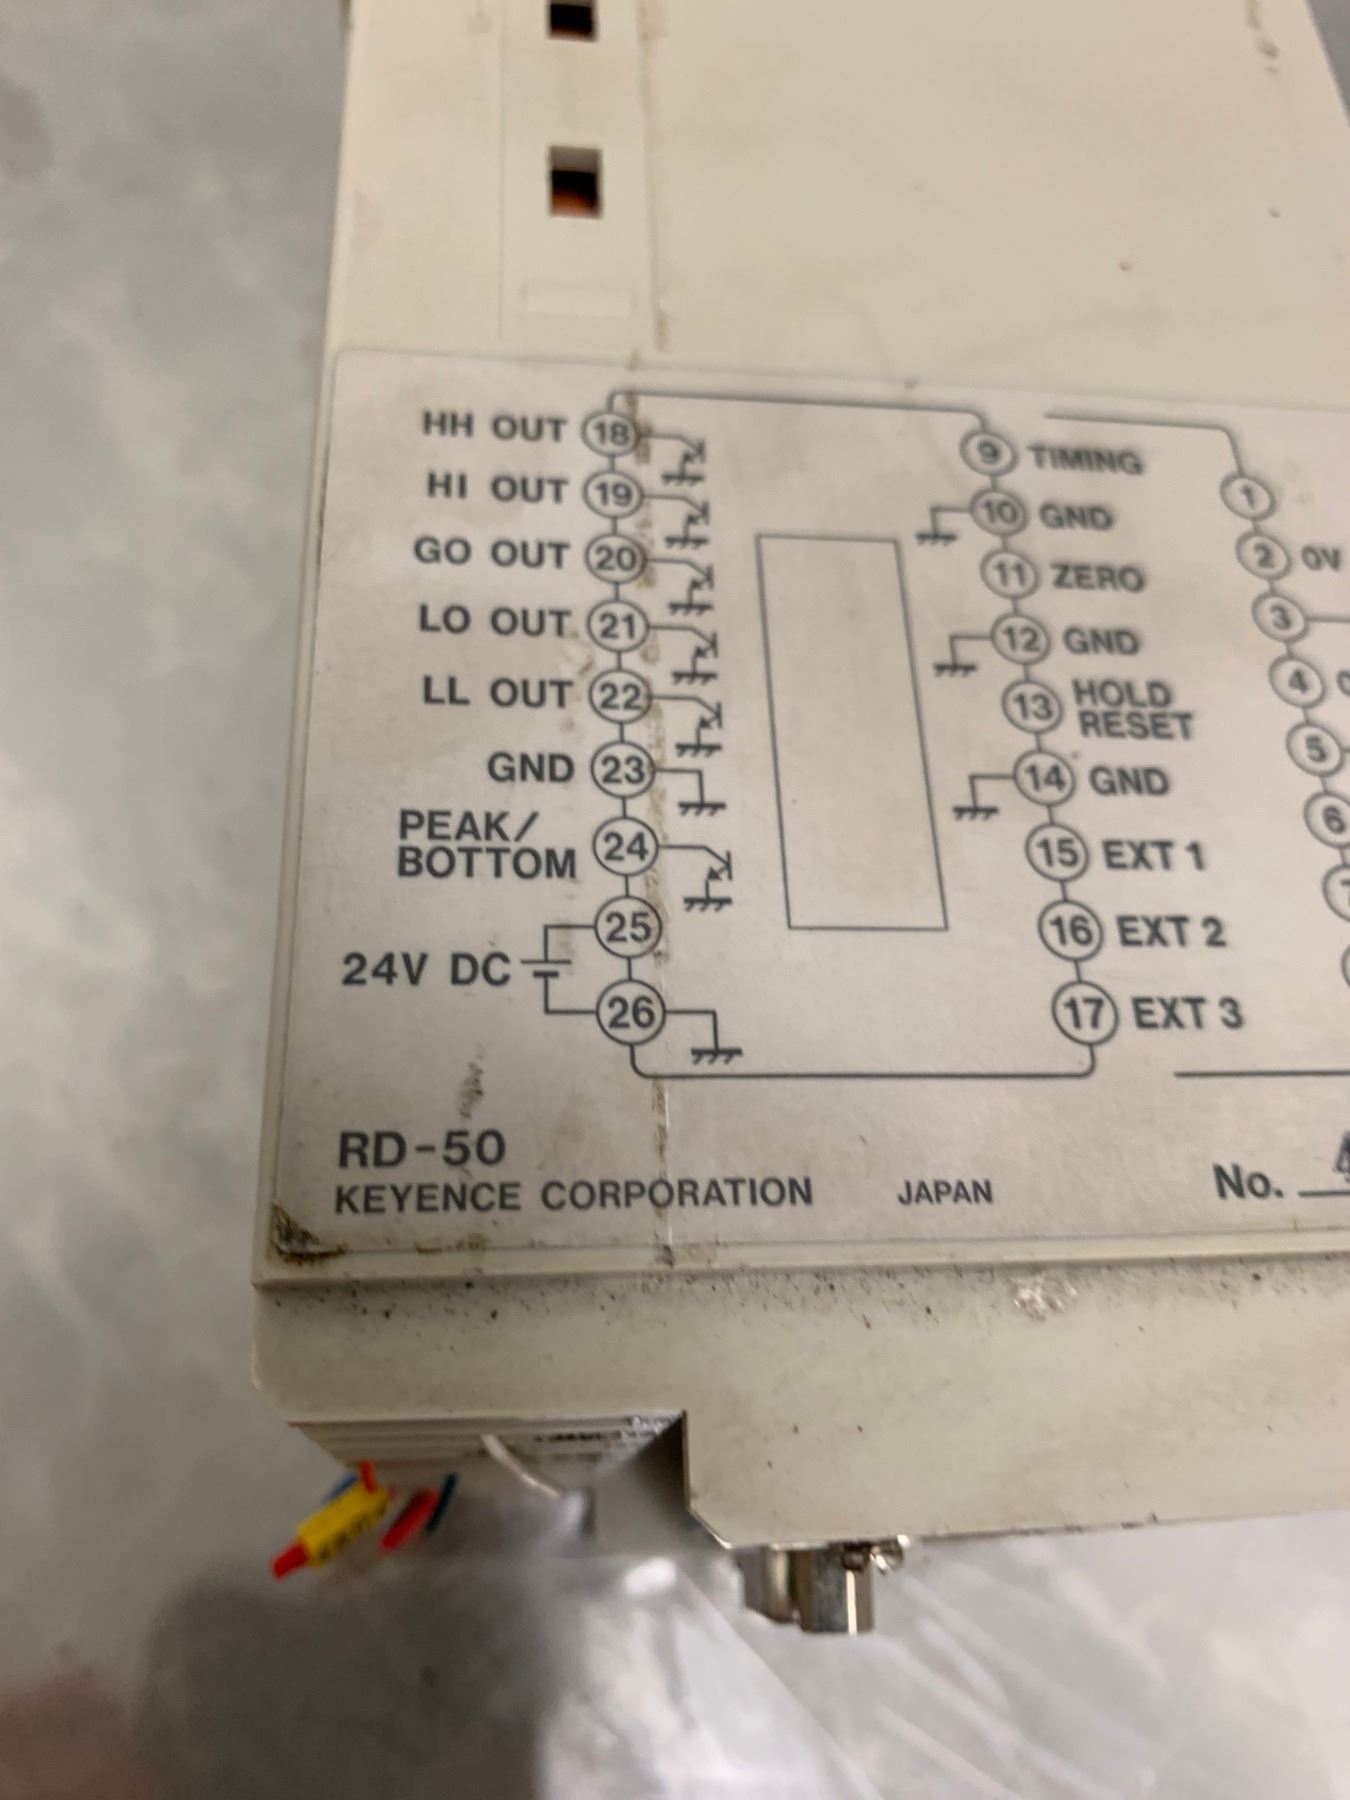 HH OUT 18
HI OUT 19
GO OUT 20
LO OUT 21
LL OUT 22
GND 23
PEAK/
BOTTOM 24
25
24V DC
26
9 TIMING
10 GND
11 ZERO
12 GND
13 HOLD
RESET
14 GND
15 EXT 1
16 EXT 2
17 EXT 3
1
2 0V
3
4
5
6
RD-50
KEYENCE CORPORATION JAPAN
No.